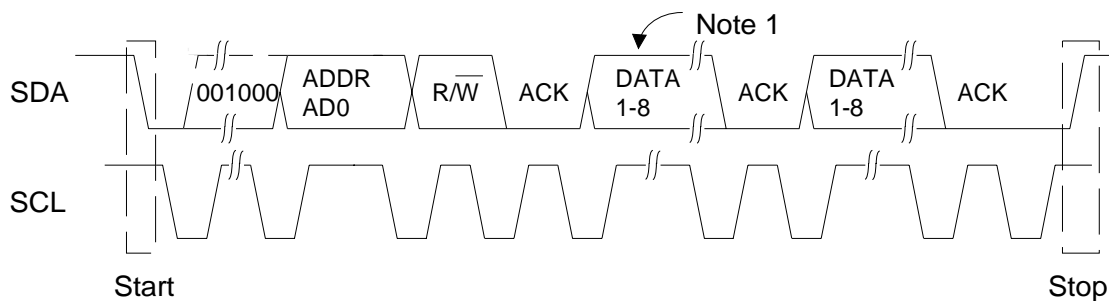 Note 1
SDA
001000
ADDR
AD0
R/W̅
ACK
DATA
1-8
ACK
DATA
1-8
ACK
SCL
Start
Stop